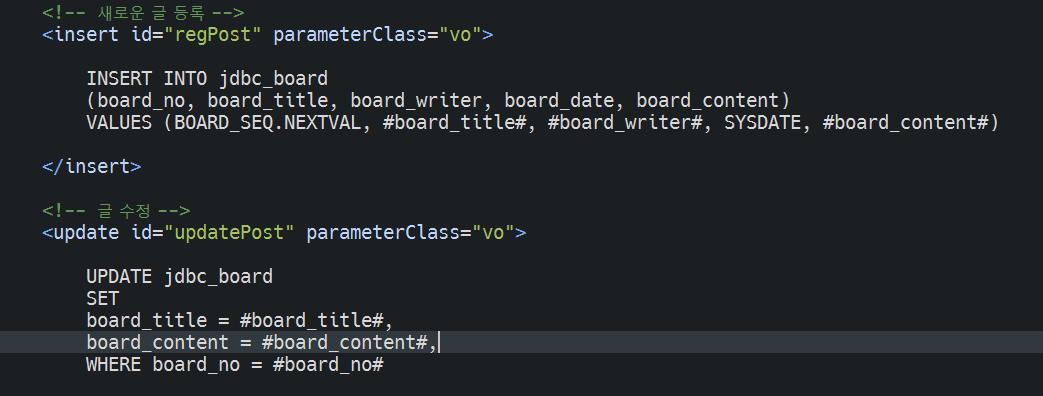 <!-- 새로운 글 등록 -->
<insert id="regPost" parameterClass="vo">
INSERT INTO jdbc_board
(board_no, board_title, board_writer, board_date, board_content)
VALUES (BOARD_SEQ.NEXTVAL, #board_title#, #board_writer#, SYSDATE, #board_content#)
</insert>
<!-- 글 수정 -->
<update id="updatePost" parameterClass="vo">
UPDATE jdbc_board
SET
board_title = #board_title#,
board_content = #board_content#,
WHERE board_no = #board_no#